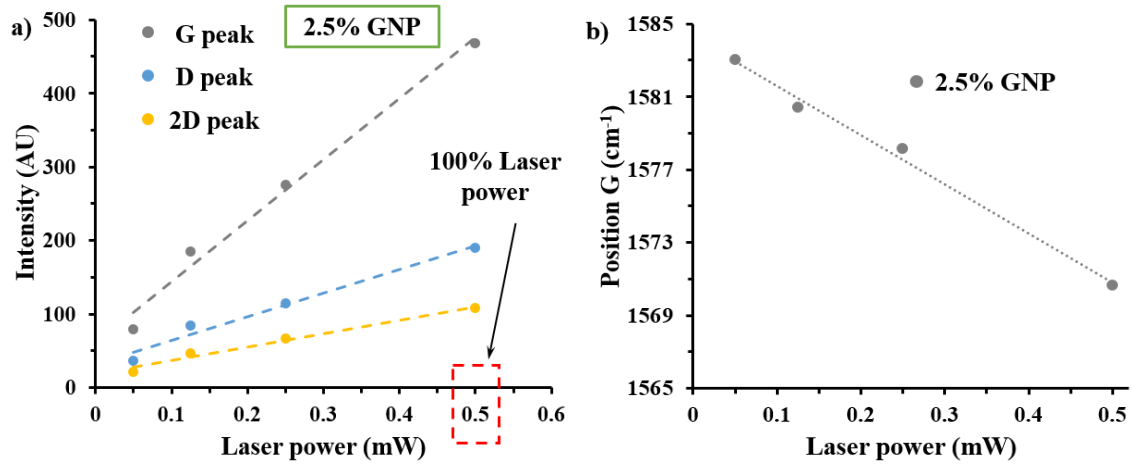 a)
2.5% GNP
G peak
D peak
2D peak
100% Laser
power
Intensity (AU)
500
400
300
200
100
0
0
0.1
0.2
0.3
0.4
0.5
0.6
Laser power (mW)
b)
2.5% GNP
Position G (cm⁻¹)
1585
1581
1577
1573
1569
1565
0
0.1
0.2
0.3
0.4
0.5
Laser power (mW)